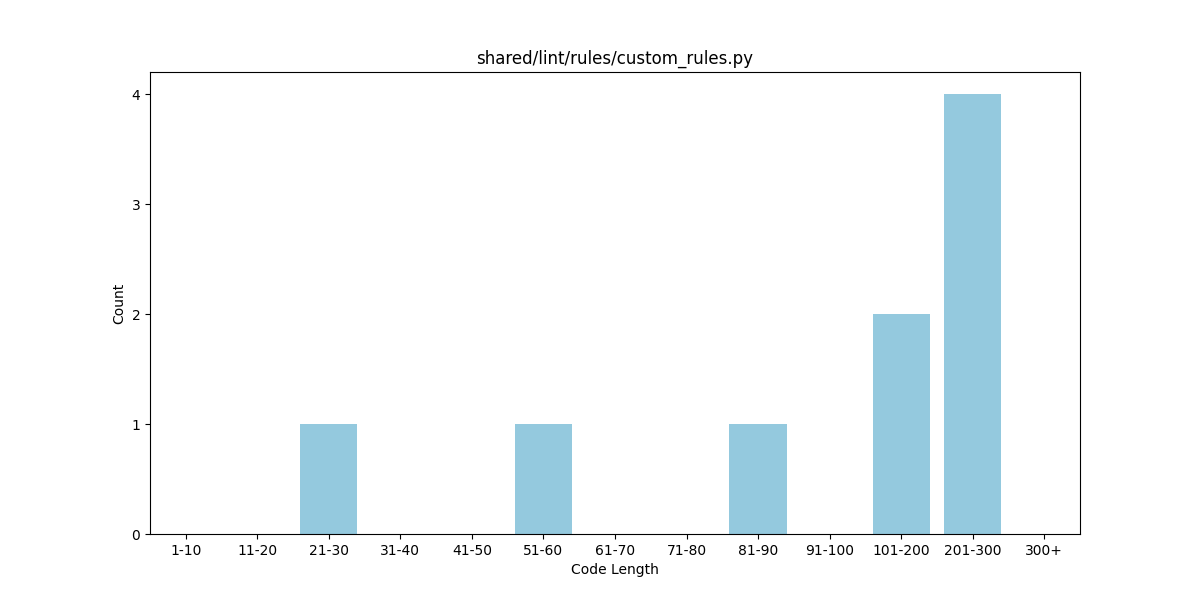 shared/lint/rules/custom_rules.py
4
3
2
1
0
Count
1-10 11-20 21-30 31-40 41-50 51-60 61-70 71-80 81-90 91-100 101-200 201-300 300+
Code Length